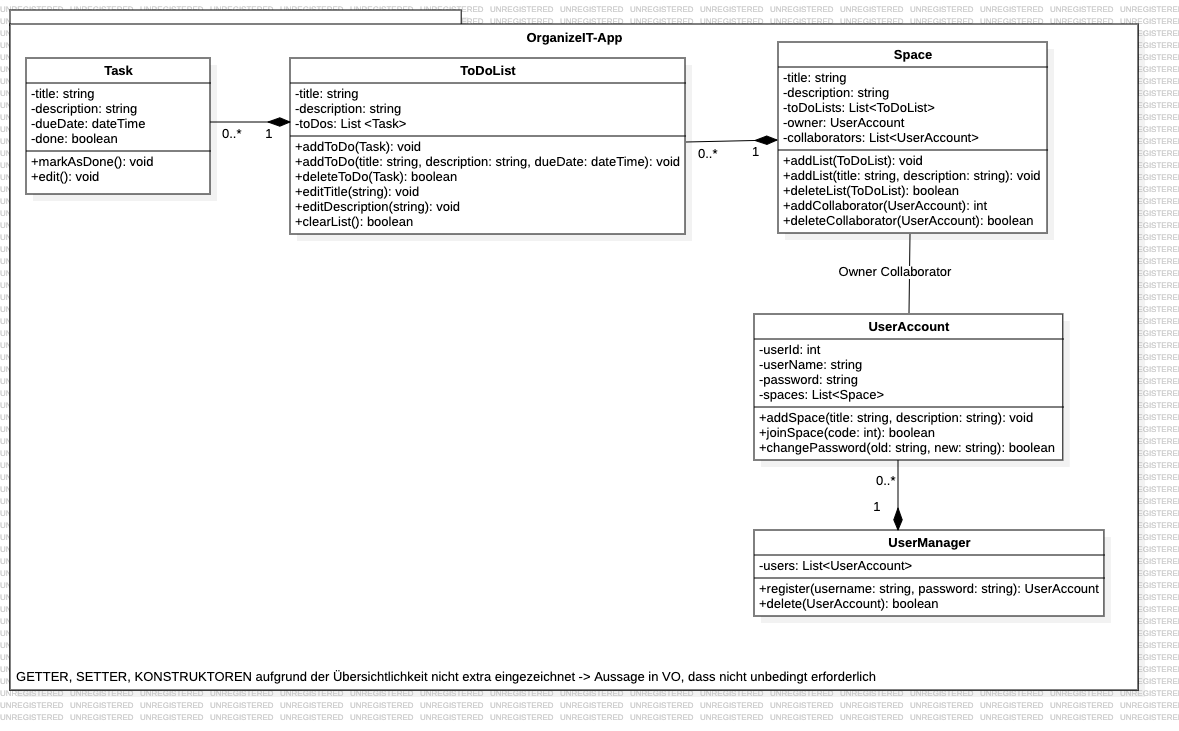 OrganizeIT-App
Task
-title: string
-description: string
-dueDate: dateTime
-done: boolean
+markAsDone(): void
+edit(): void
0..*
1
ToDoList
-title: string
-description: string
-toDos: List <Task>
+addToDo(Task): void
+addToDo(title: string, description: string, dueDate: dateTime): void
+deleteToDo(Task): boolean
+editTitle(string): void
+editDescription(string): void
+clearList(): boolean
0..*
1
Space
-title: string
-description: string
-toDoLists: List<ToDoList>
-owner: UserAccount
-collaborators: List<UserAccount>
+addList(ToDoList): void
+addList(title: string, description: string): void
+deleteList(ToDoList): boolean
+addCollaborator(UserAccount): int
+deleteCollaborator(UserAccount): boolean
Owner Collaborator
UserAccount
-userId: int
-userName: string
-password: string
-spaces: List<Space>
+addSpace(title: string, description: string): void
+joinSpace(code: int): boolean
+changePassword(old: string, new: string): boolean
0..*
1
UserManager
-users: List<UserAccount>
+register(username: string, password: string): UserAccount
+delete(UserAccount): boolean
GETTER, SETTER, KONSTRUKTOREN aufgrund der Übersichtlichkeit nicht extra eingezeichnet -> Aussage in VO, dass nicht unbedingt erforderlich
UNREGISTERED UNREGISTERED UNREGISTERED UNREGISTERED UNREGISTERED UNREGISTERED UNREGISTERED UNREGISTERED UNREGISTERED UNREGISTERED